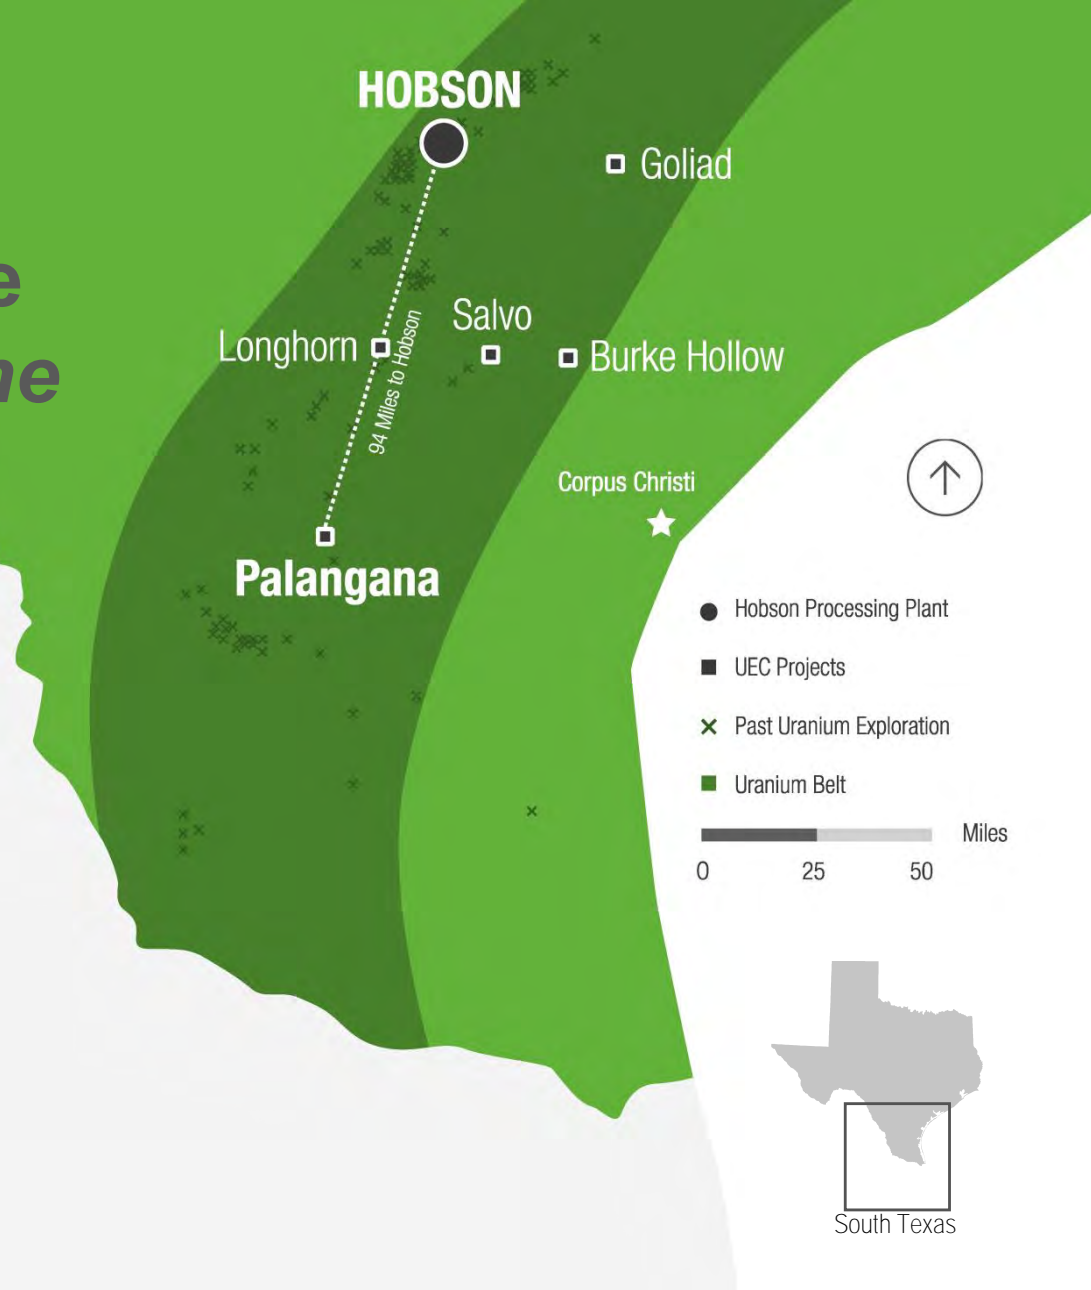 HOBSON
Goliad
e
ne
Salvo
Longhorn
Burke Hollow
94 Miles to Hobson
Corpus Christi
Palangana
Hobson Processing Plant
UEC Projects
Past Uranium Exploration
Uranium Belt
Miles
0 25 50
South Texas